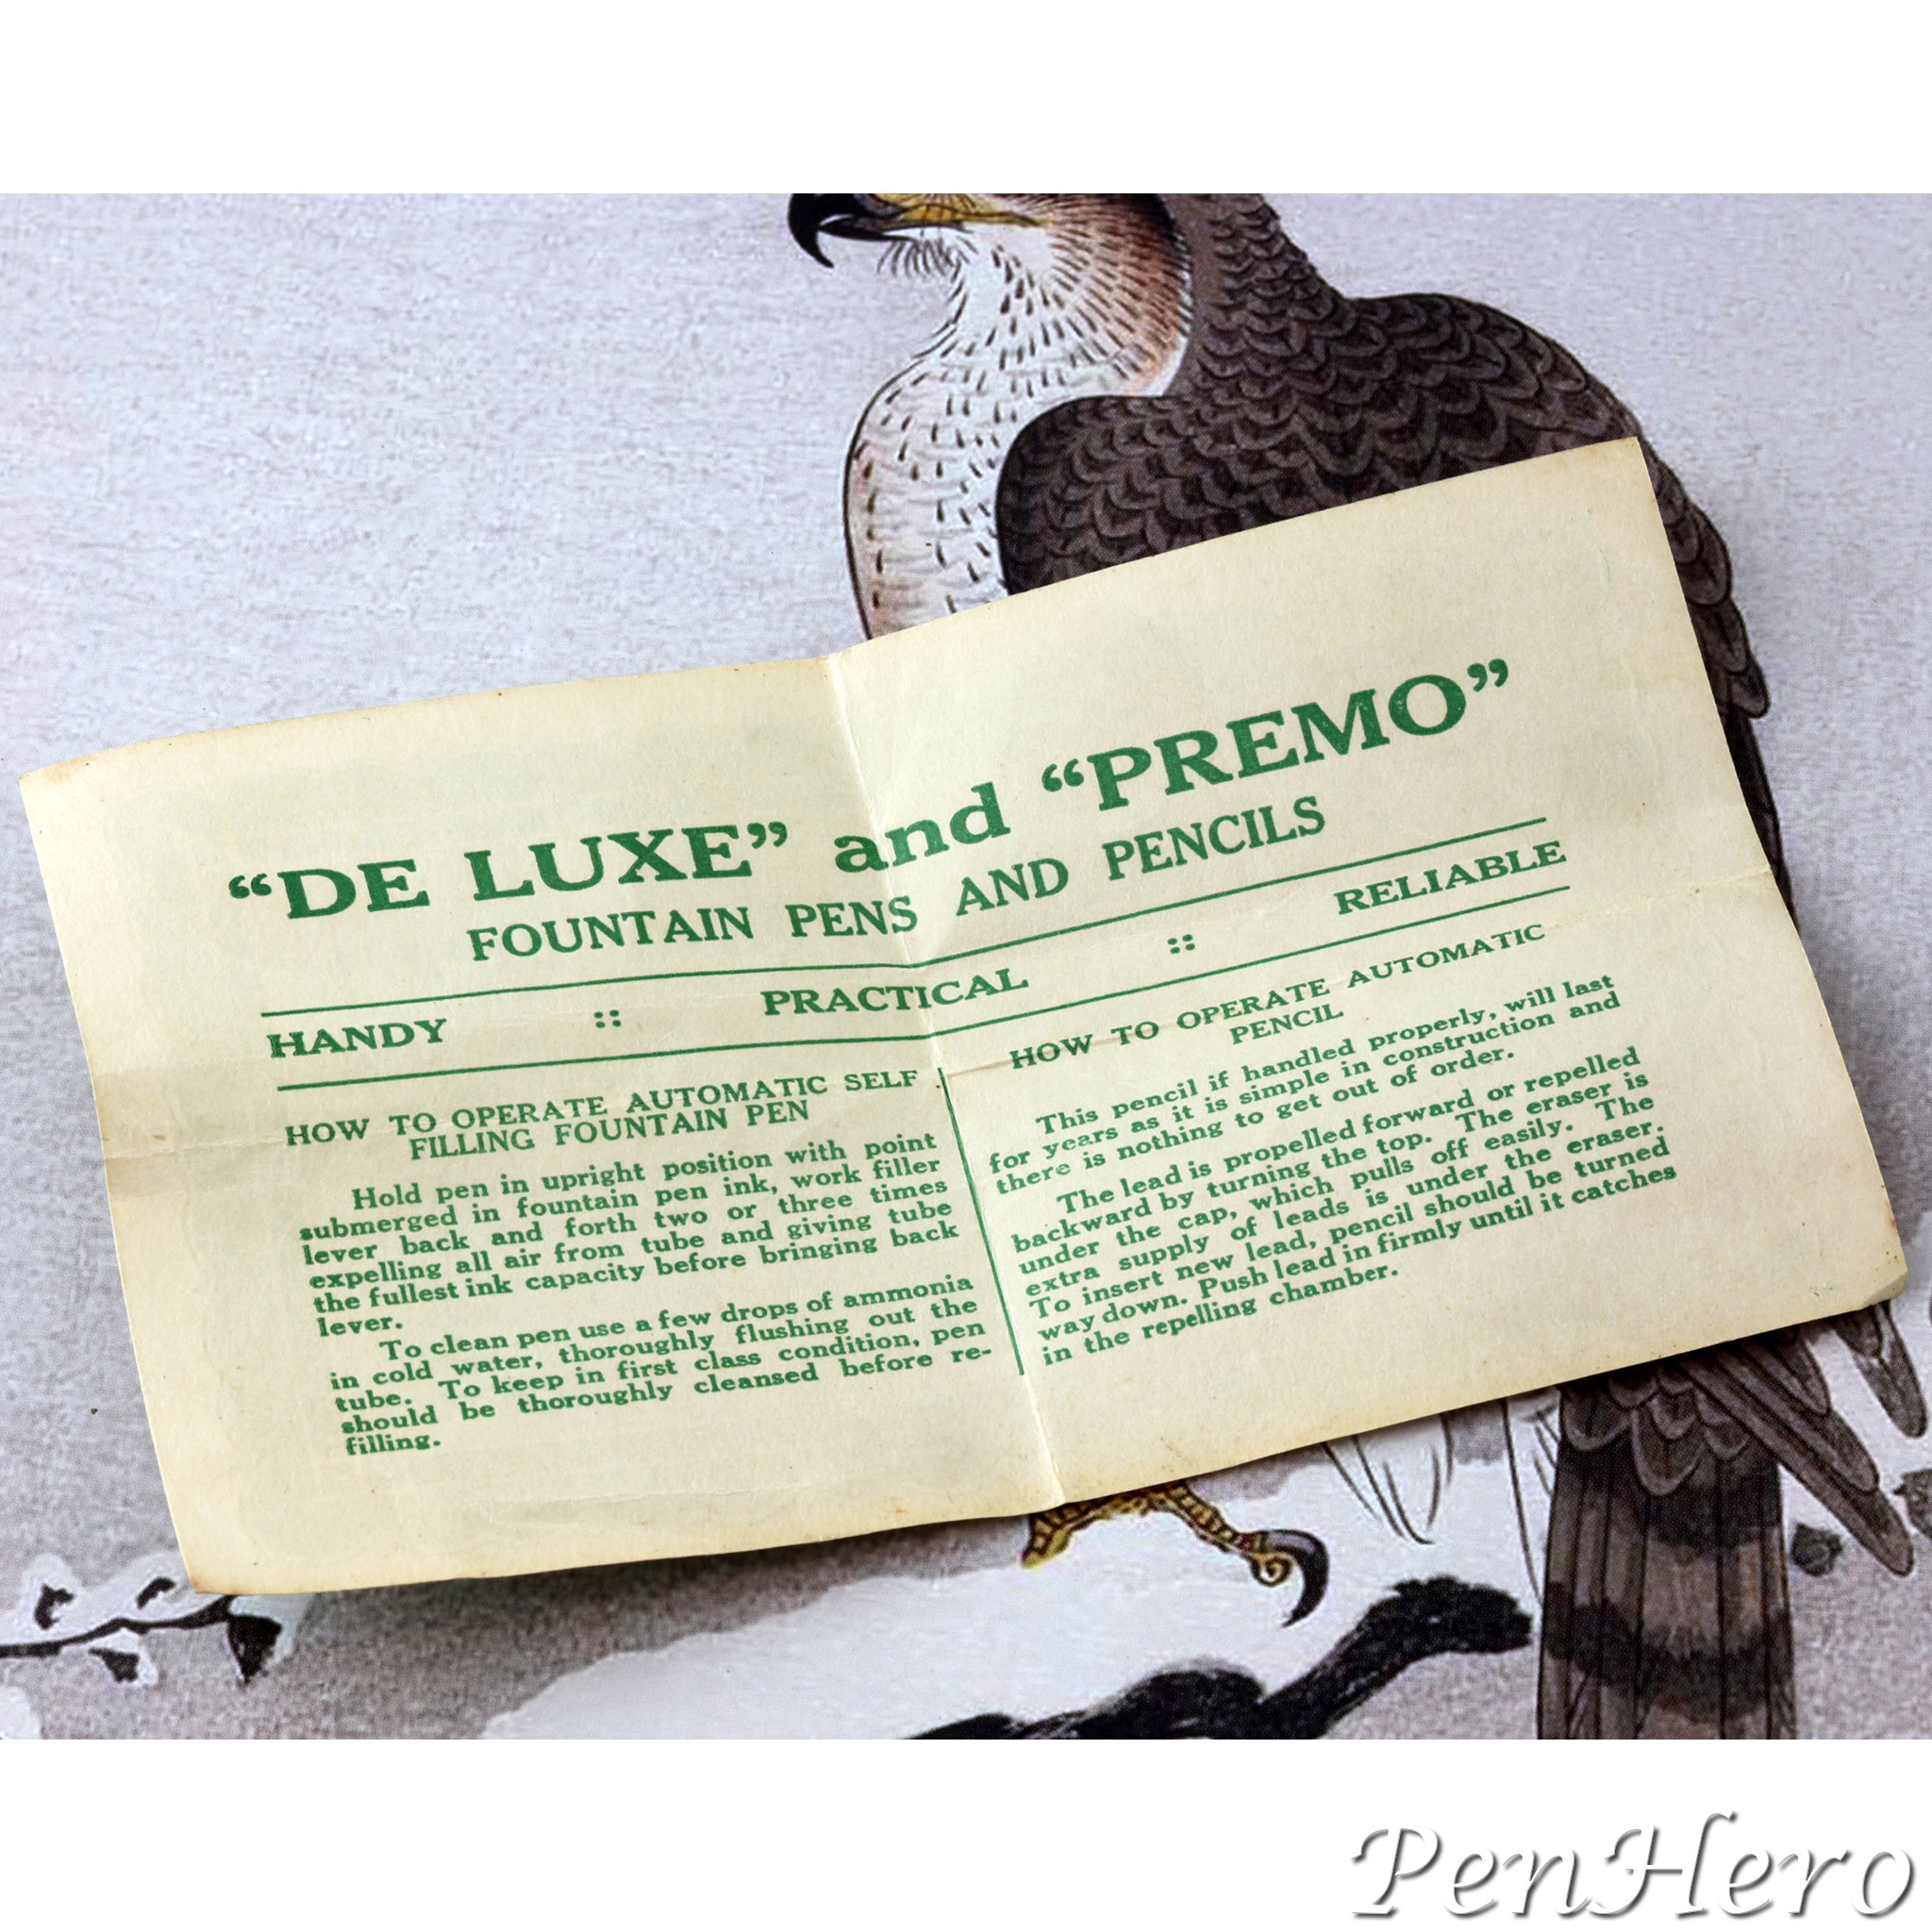 “DE LUXE” and “PREMO”
FOUNTAIN PENS AND PENCILS
HANDY :: PRACTICAL :: RELIABLE
HOW TO OPERATE AUTOMATIC SELF
FILLING FOUNTAIN PEN
Hold pen in upright position with point
submerged in fountain pen ink, work filler
lever back and forth two or three times
expelling all air from tube and giving tube
the fullest ink capacity before bringing back
lever.
To clean pen use a few drops of ammonia
in cold water, thoroughly flushing out the
tube. To keep in first class condition, pen
should be thoroughly cleansed before re-
filling.
HOW TO OPERATE AUTOMATIC
PENCIL
This pencil if handled properly, will last
for years as it is simple in construction and
there is nothing to get out of order.
The lead is propelled forward or repelled
backward by turning the top. The eraser is
under the cap, which pulls off easily. The
extra supply of leads is under the eraser.
To insert new lead, pencil should be turned
way down. Push lead in firmly until it catches
in the repelling chamber.
PenHero